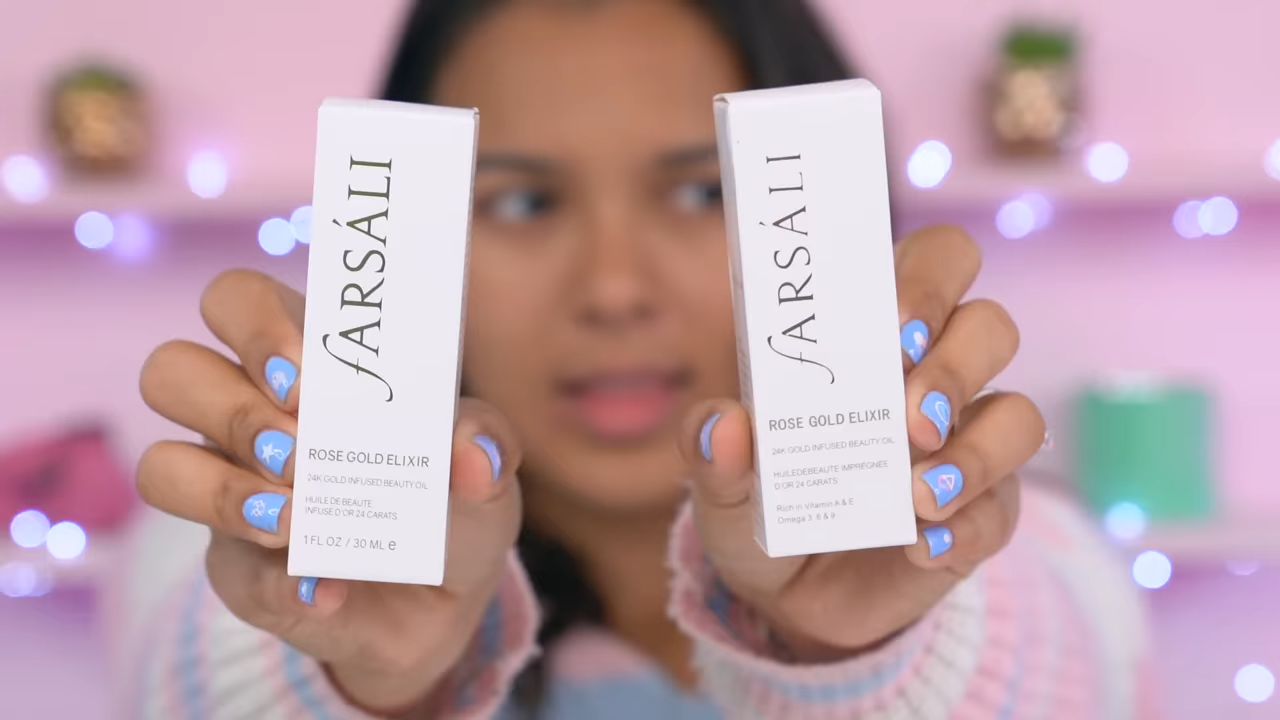 fARSÁLI
ROSE GOLD ELIXIR
24K GOLD INFUSED BEAUTY OIL
HUILE DE BEAUTE
INFUSE D'OR 24 CARATS
1 FL OZ / 30 ML e
fARSÁLI
ROSE GOLD ELIXIR
24K GOLD INFUSED BEAUTY OIL
HUILEDEBEAUTE IMPREGNEE
D'OR 24 CARATS
Rich in Vitamin A & E
Omega 3 6 & 9